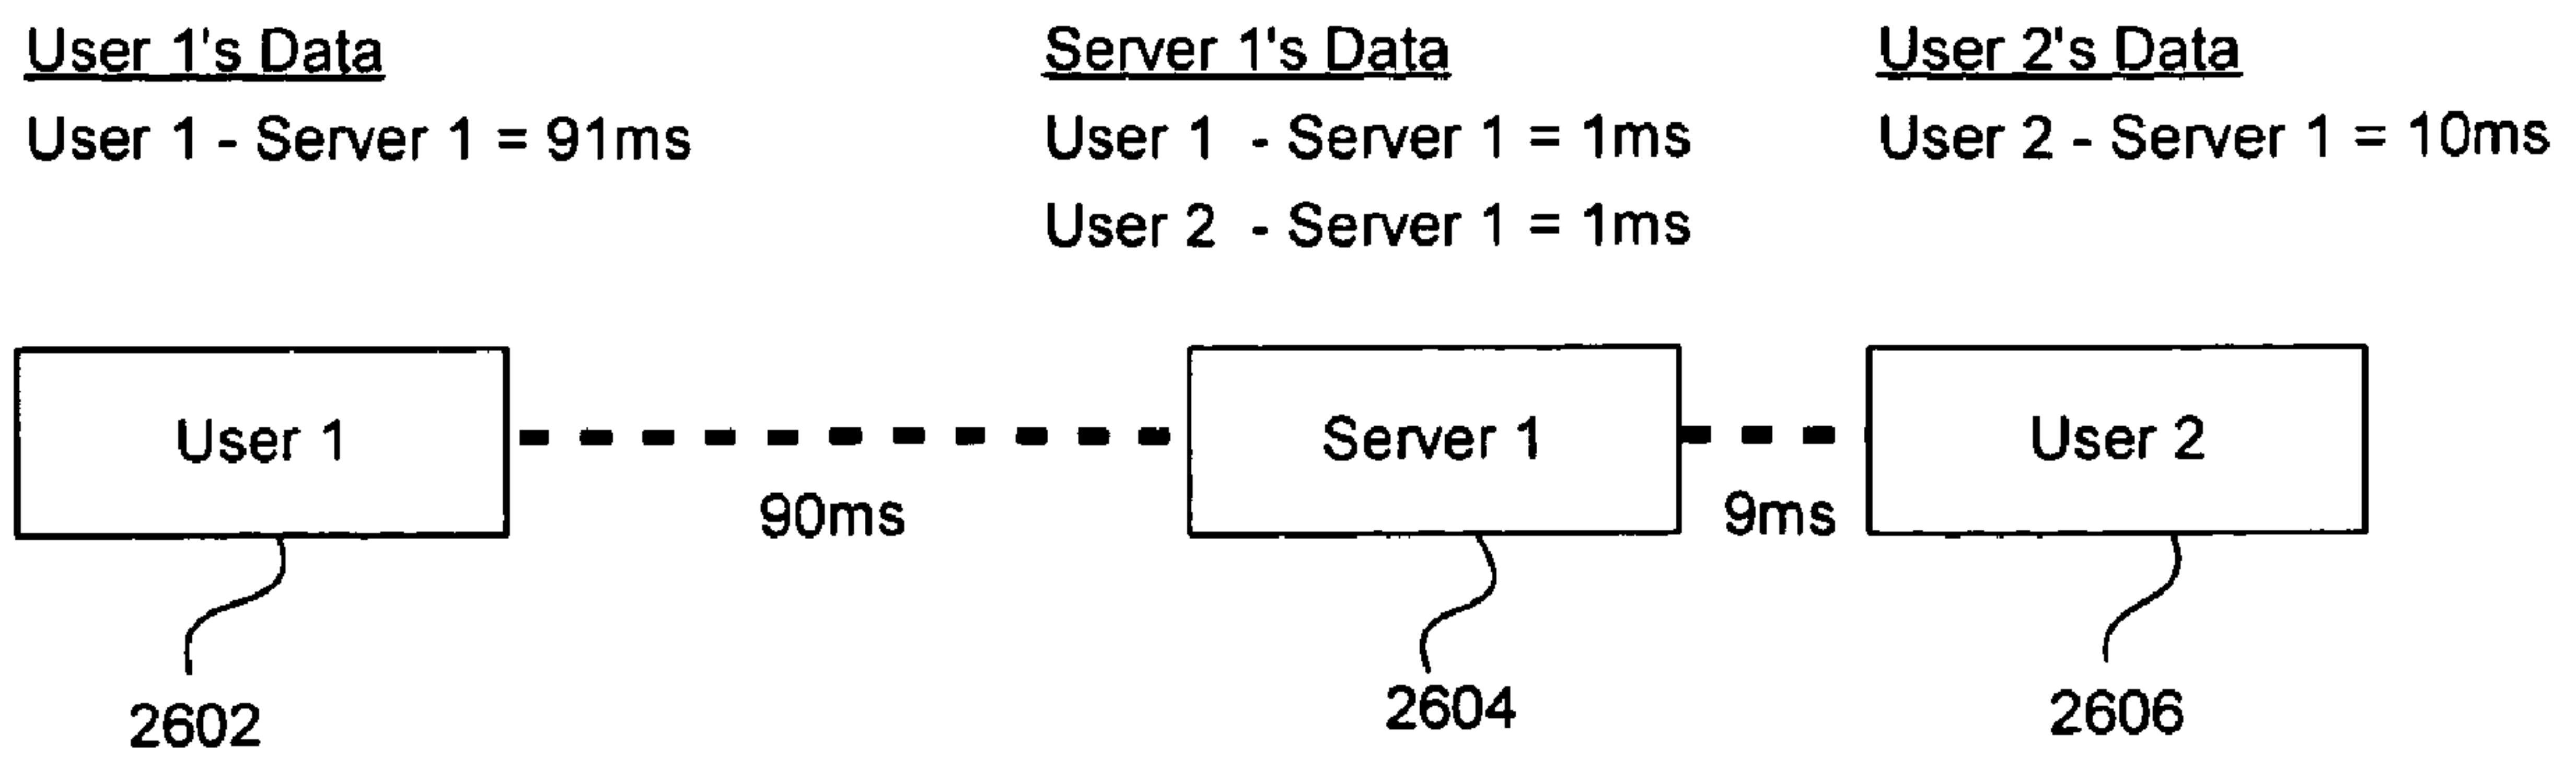 User 1's Data
User 1 - Server 1 = 91ms
Server 1's Data
User 1 - Server 1 = 1ms
User 2 - Server 1 = 1ms
User 2's Data
User 2 - Server 1 = 10ms
User 1
90ms
Server 1
9ms
User 2
2602
2604
2606